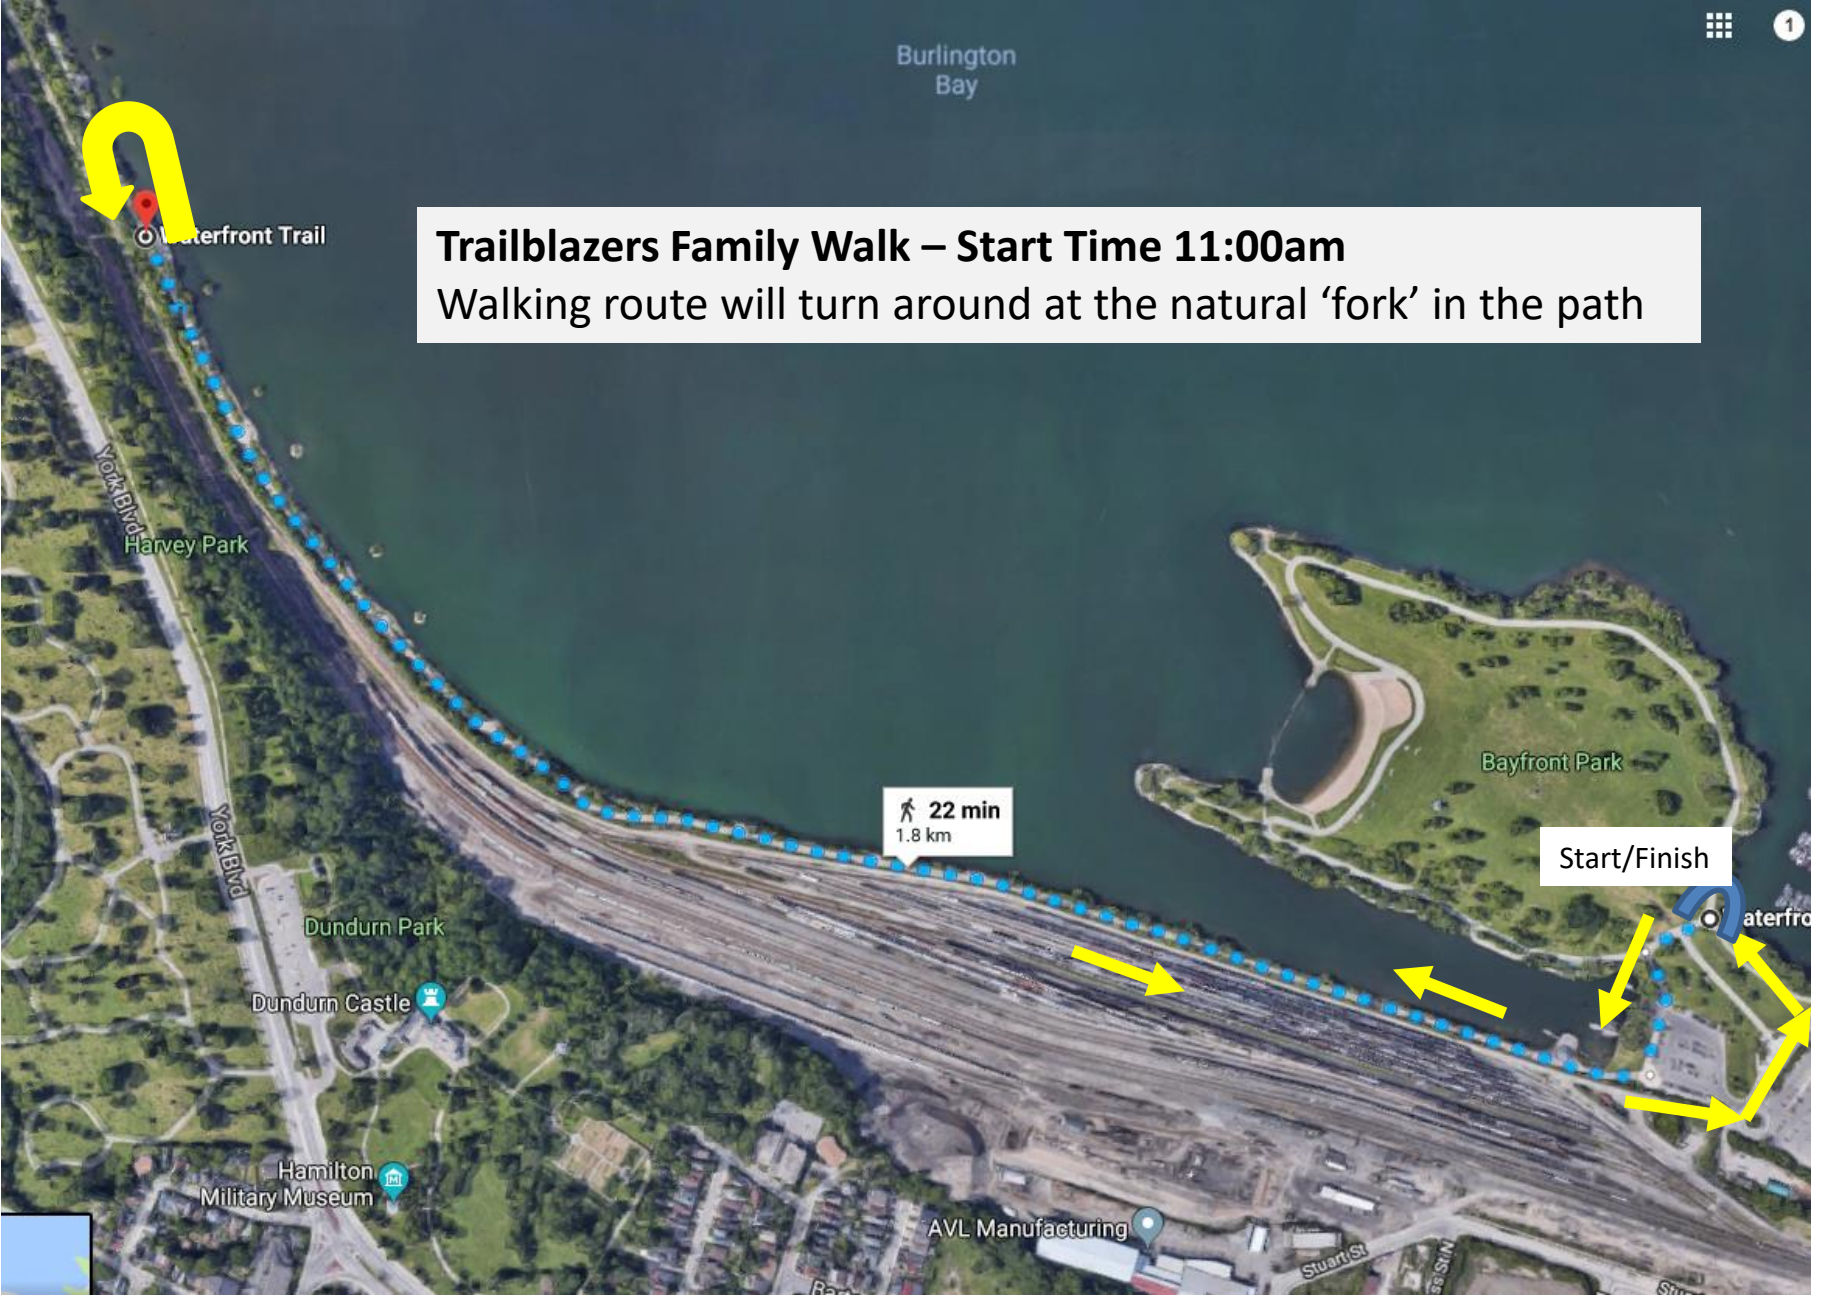 1
Burlington
Bay
Waterfront Trail
Trailblazers Family Walk – Start Time 11:00am
Walking route will turn around at the natural ‘fork’ in the path
York Blvd
Harvey Park
Bayfront Park
22 min
1.8 km
York Blvd
Start/Finish
aterfro
Dundurn Park
Dundurn Castle
Hamilton
Military Museum
AVL Manufacturing
Stuart St